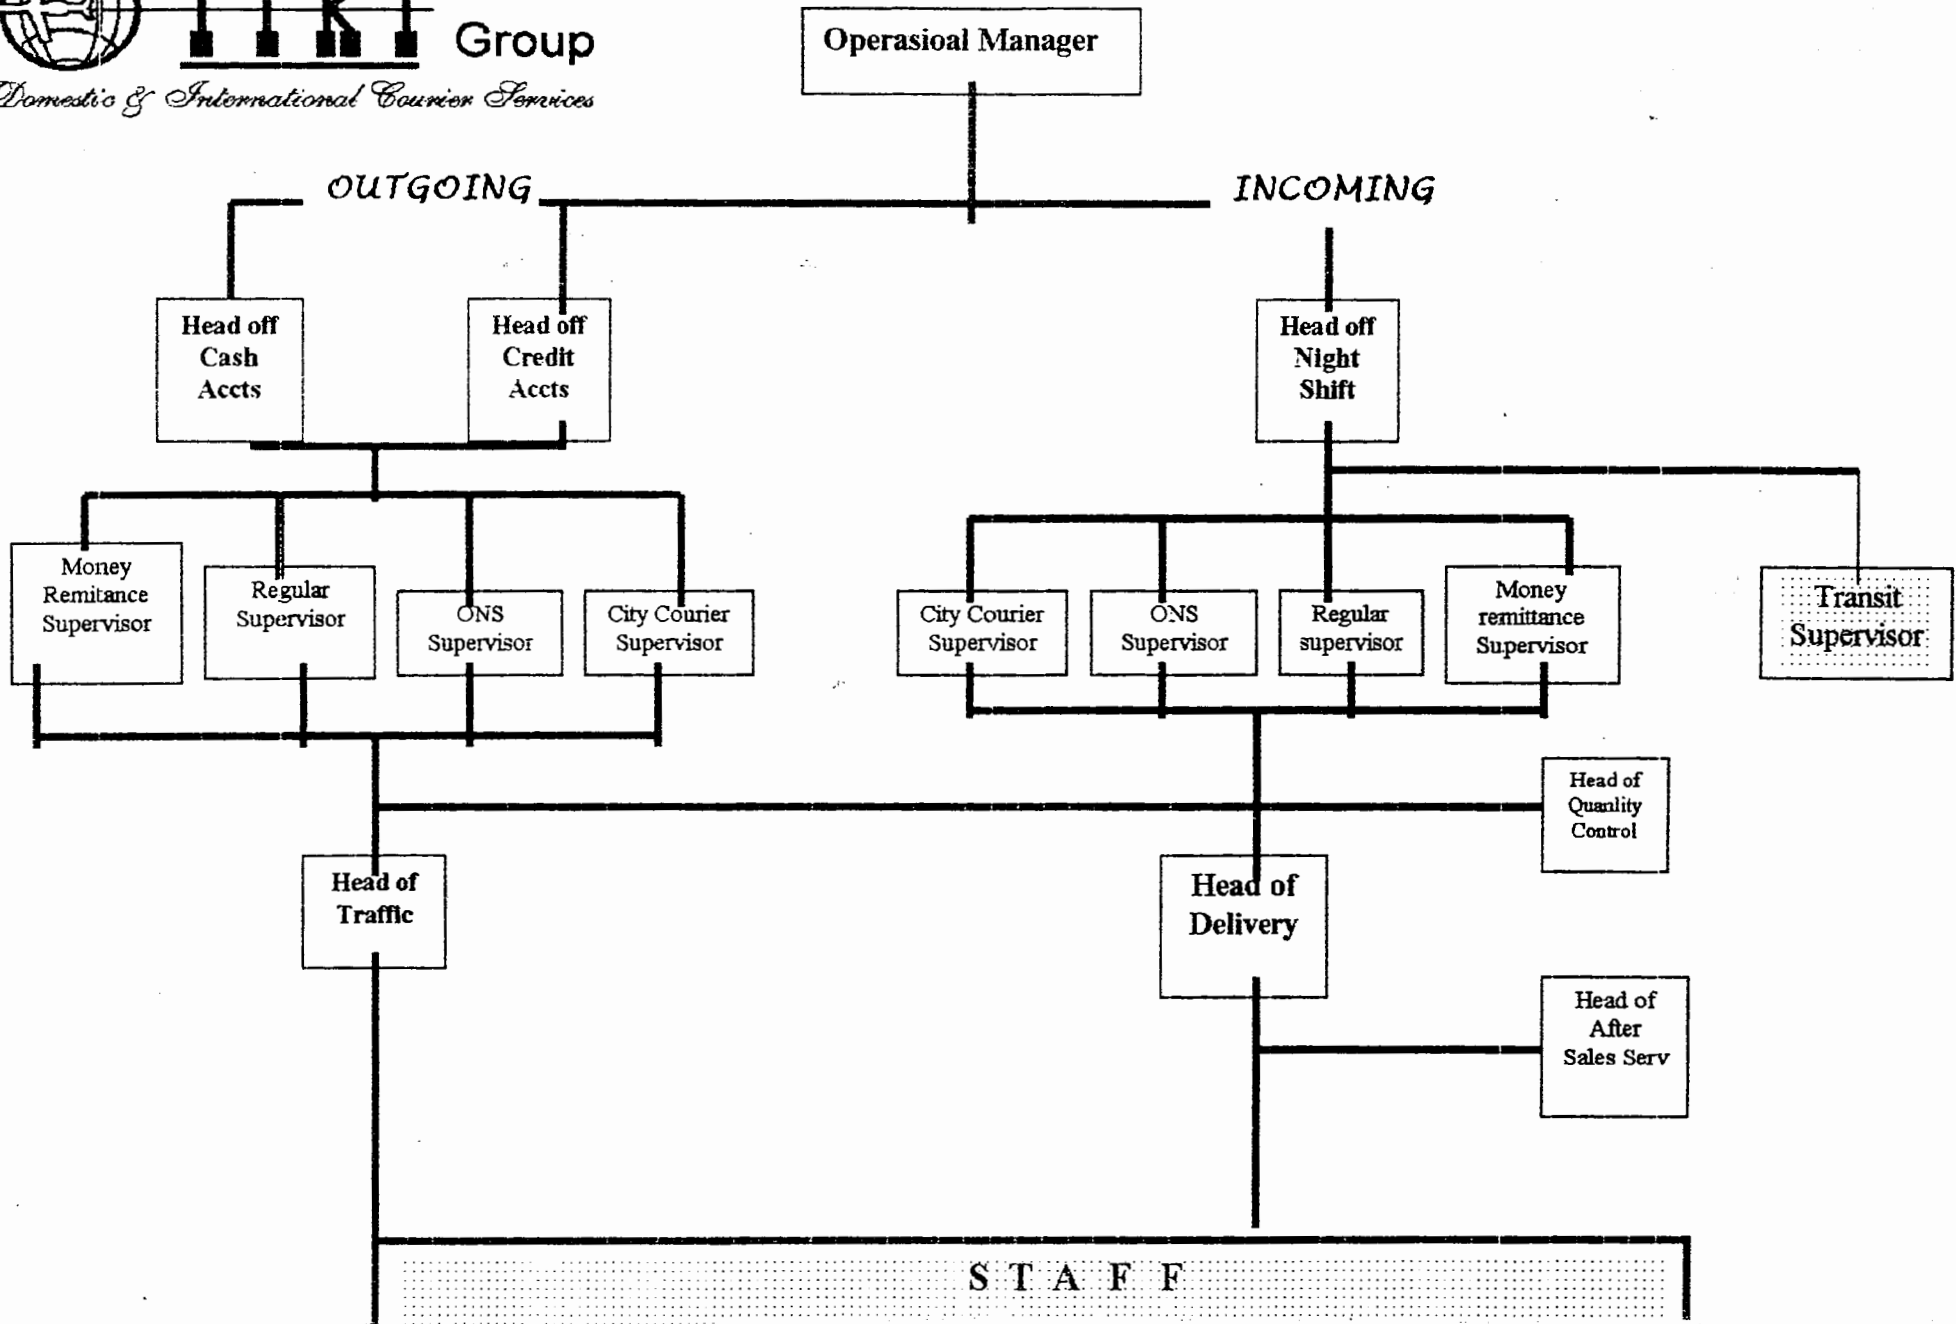 TIKI Group
Domestic & International Courier Services
Operasioal Manager
OUTGOING
INCOMING
Head off
Cash
Accts
Head off
Credit
Accts
Head off
Night
Shift
Money
Remitance
Supervisor
Regular
Supervisor
ONS
Supervisor
City Courier
Supervisor
City Courier
Supervisor
ONS
Supervisor
Regular
supervisor
Money
remittance
Supervisor
Transit
Supervisor
Head of
Quanlity
Control
Head of
Traffic
Head of
Delivery
Head of
After
Sales Serv
S T A F F